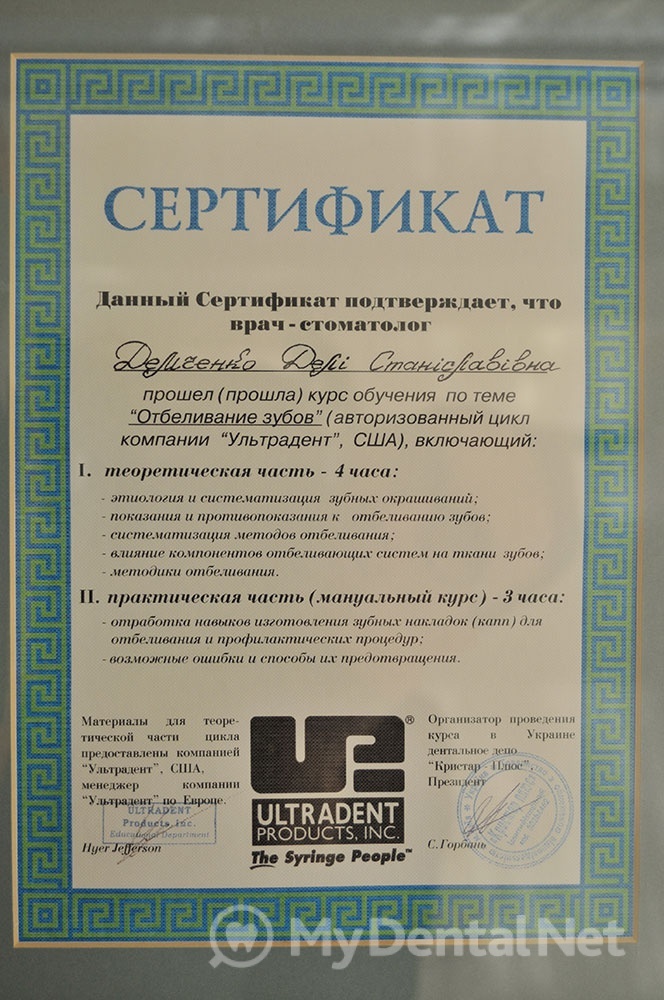 СЕРТИФИКАТ
Данный Сертификат подтверждает, что
врач-стоматолог
Демченко Делі Станіславівна
прошел (прошла) курс обучения по теме
“Отбеливание зубов” (авторизованный цикл
компании “Ультрадент”, США), включающий:
I. теоретическая часть - 4 часа:
- этиология и систематизация зубных окрашиваний;
- показания и противопоказания к отбеливанию зубов;
- систематизация методов отбеливания;
- влияние компонентов отбеливающих систем на ткани зубов;
- методики отбеливания.
II. практическая часть (мануальный курс) - 3 часа:
- отработка навыков изготовления зубных накладок (капп) для
отбеливания и профилактических процедур;
- возможные ошибки и способы их предотвращения.
Материалы для теоре-
тической части цикла
предоставлены компанией
“Ультрадент”, США,
менеджер компании
“Ультрадент” по Европе.
ULTRADENT
Products, Inc.
Educational Department
Hyer Jefferson
®
ULTRADENT
PRODUCTS, INC.
The Syringe People™
Организатор проведения
курса в Украине
дентальное депо
“Кристар Плюс”,
Президент
С.Горбань
MyDentalNet